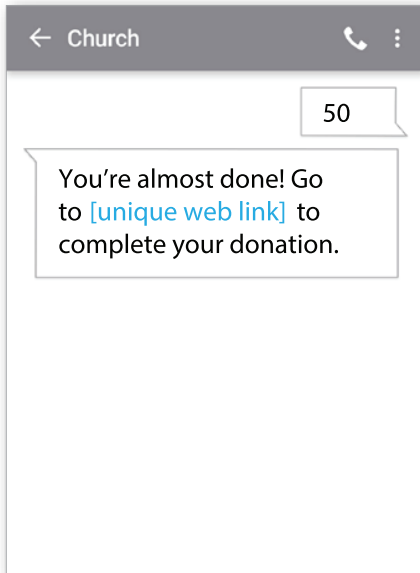 Church
50
You're almost done! Go
to [unique web link] to
complete your donation.